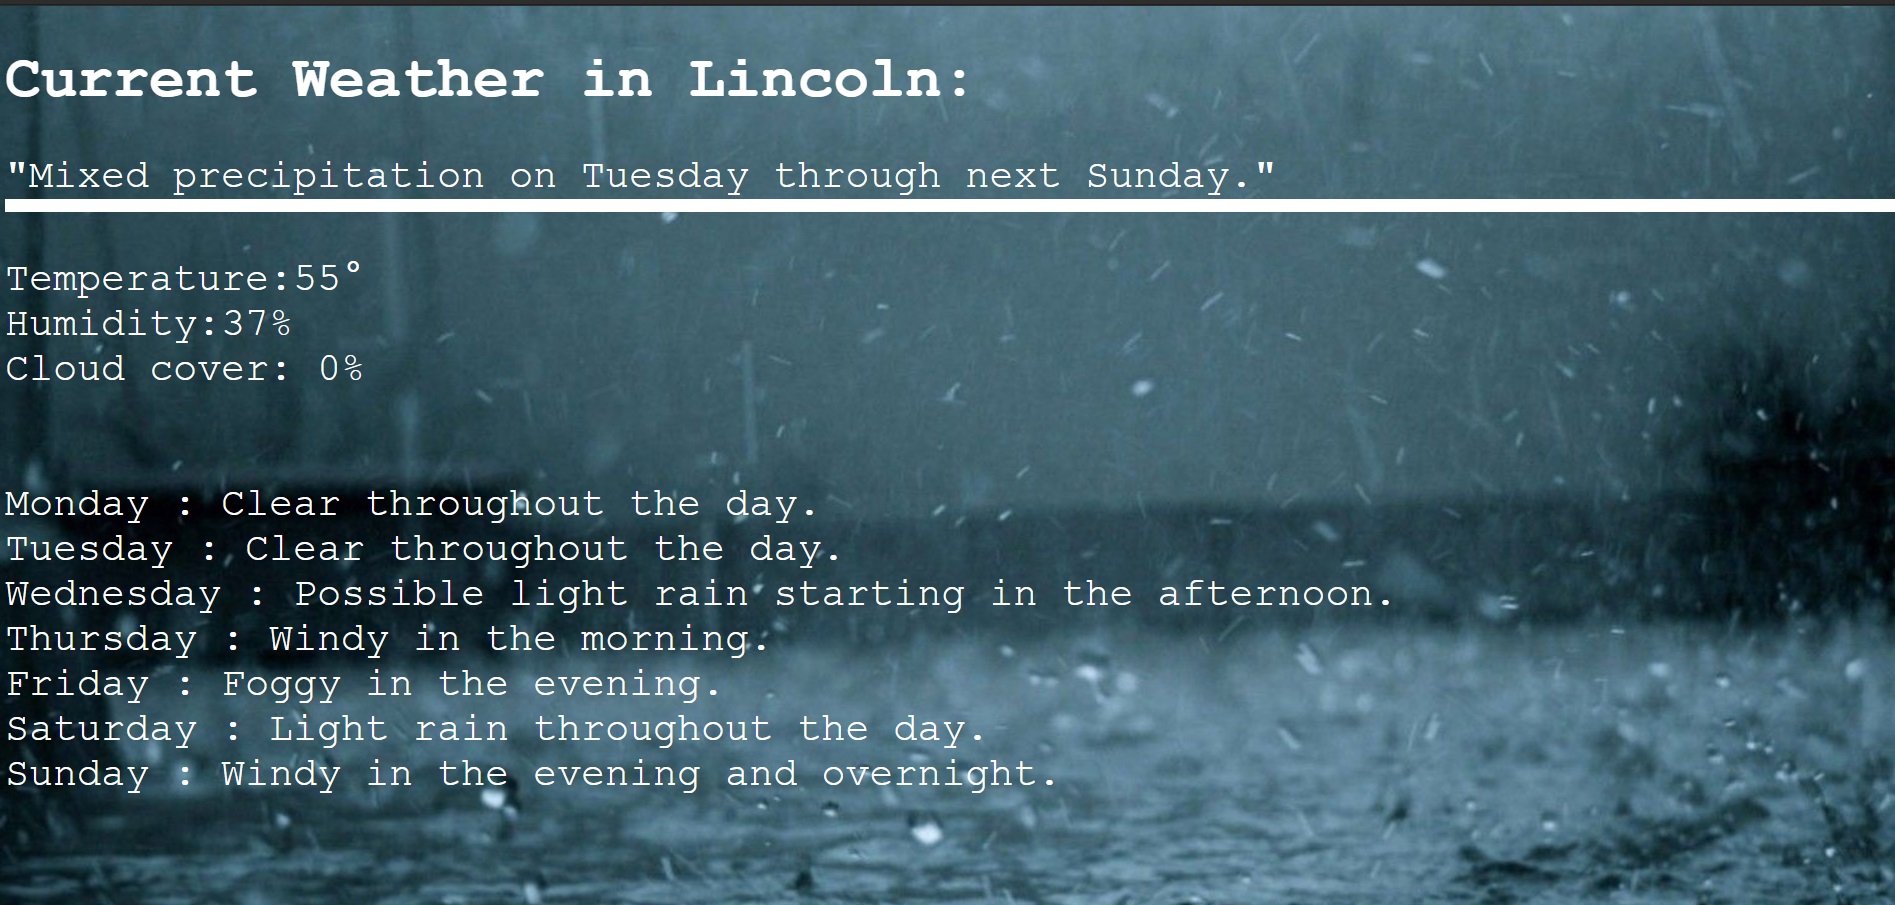 Current Weather in Lincoln:
"Mixed precipitation on Tuesday through next Sunday."
Temperature:55°
Humidity:37%
Cloud cover: 0%
Monday : Clear throughout the day.
Tuesday : Clear throughout the day.
Wednesday : Possible light rain starting in the afternoon.
Thursday : Windy in the morning.
Friday : Foggy in the evening.
Saturday : Light rain throughout the day.
Sunday : Windy in the evening and overnight.